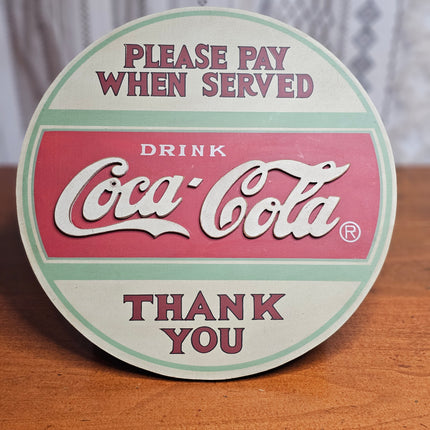 PLEASE PAY
WHEN SERVED
DRINK
Coca-Cola ®
THANK
YOU